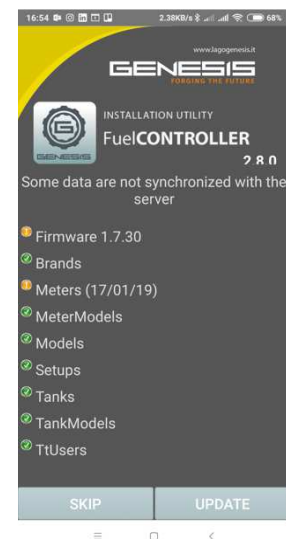 16:54 2.38KB/s 68%
www.lagogenesis.it
GENESIS
FORGING THE FUTURE
INSTALLATION UTILITY
FuelCONTROLLER
GENESIS
2.8.0
Some data are not synchronized with the
server
Firmware 1.7.30
Brands
Meters (17/01/19)
MeterModels
Models
Setups
Tanks
TankModels
TtUsers
SKIP UPDATE